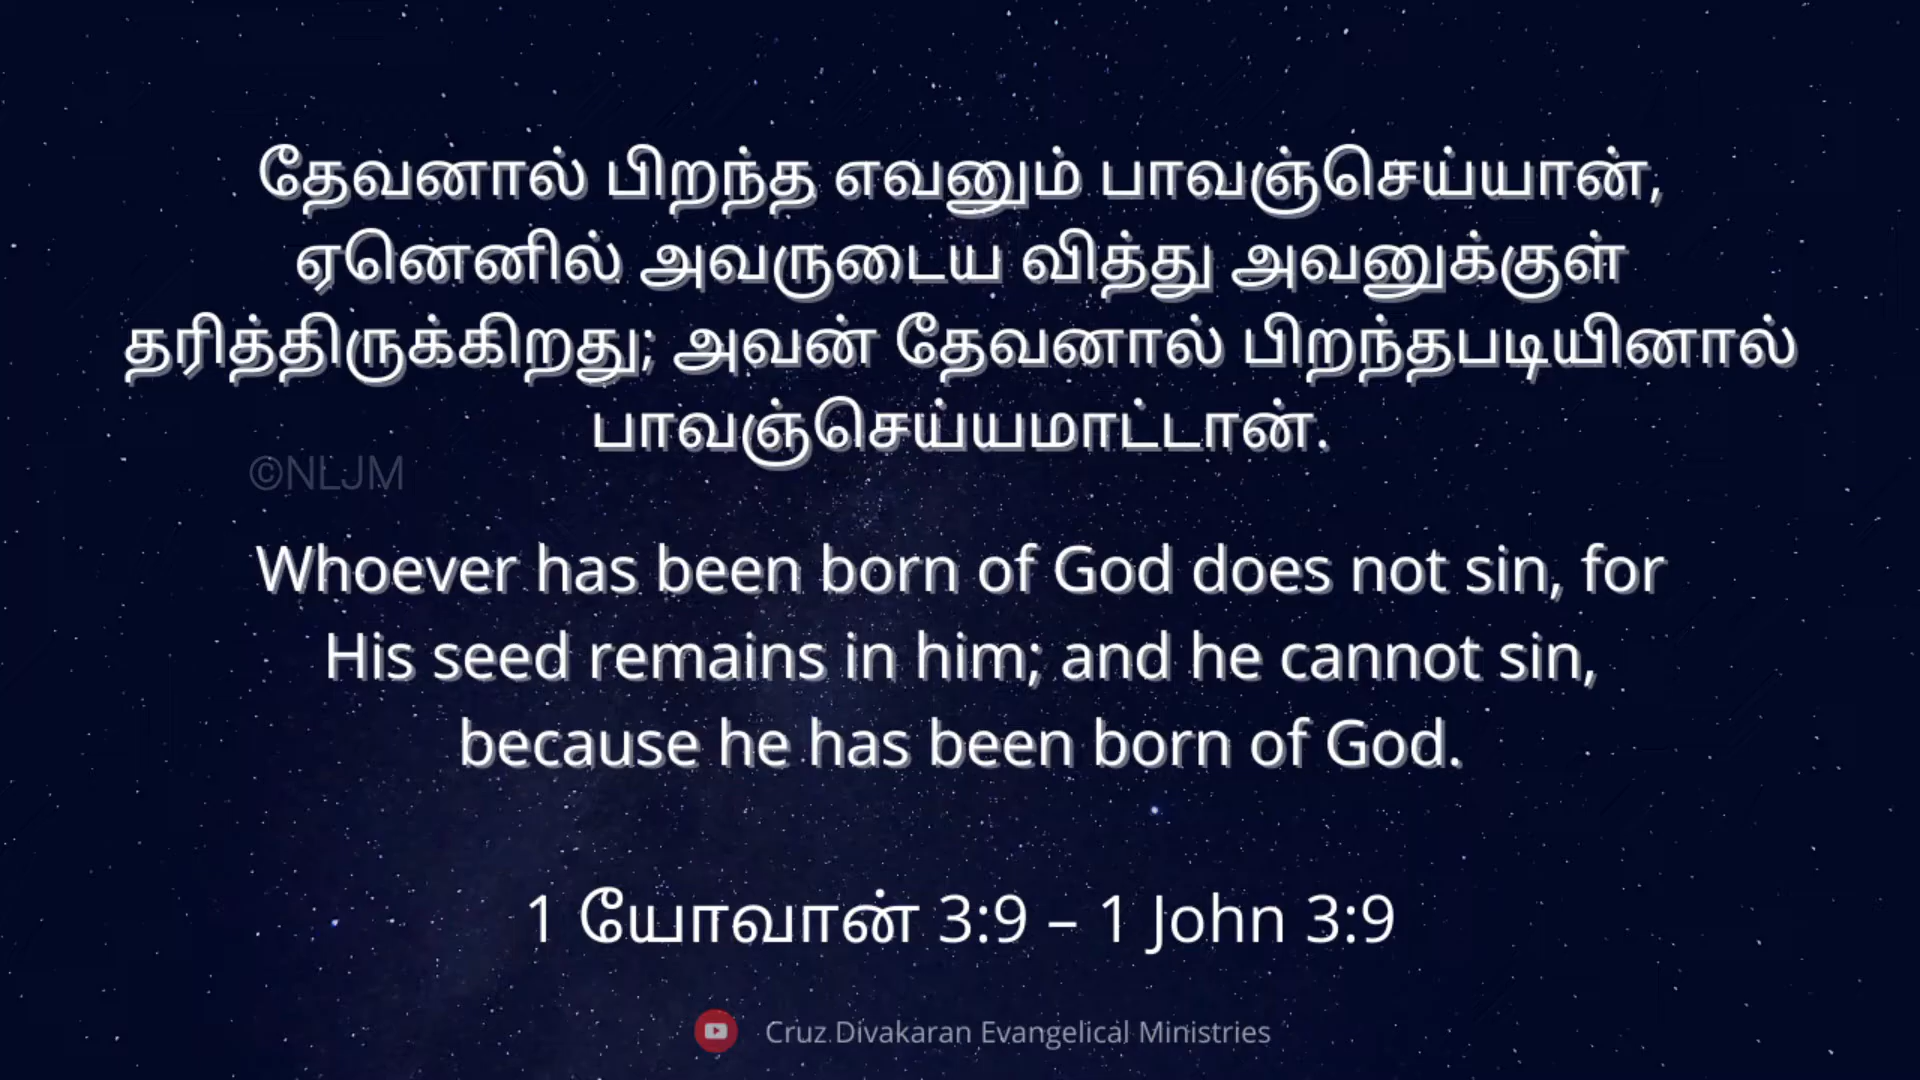 தேவனால் பிறந்த எவனும் பாவஞ்செய்யான்,
ஏனெனில் அவருடைய வித்து அவனுக்குள்
தரித்திருக்கிறது; அவன் தேவனால் பிறந்தபடியினால்
பாவஞ்செய்யமாட்டான்.
©NLJM
Whoever has been born of God does not sin, for
His seed remains in him; and he cannot sin,
because he has been born of God.
1 யோவான் 3:9 – 1 John 3:9
Cruz Divakaran Evangelical Ministries